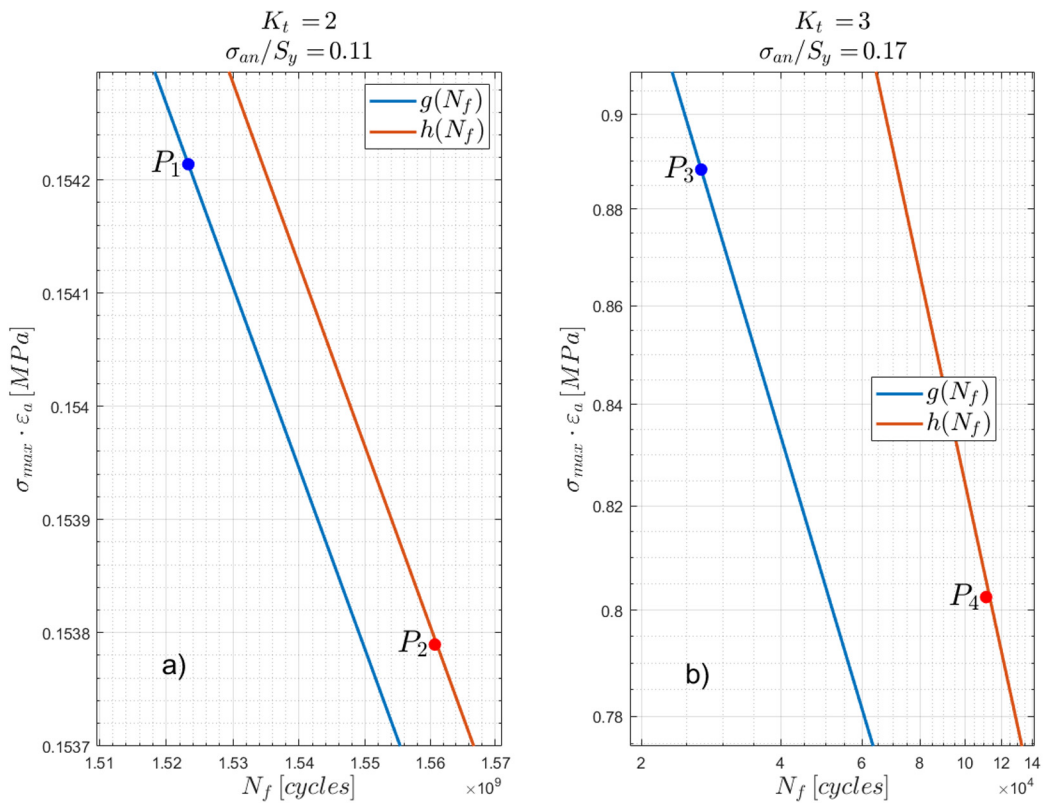 K_t = 2
σ_an/S_y = 0.11
g(N_f)
h(N_f)
P_1
P_2
a)
0.1542
0.1541
0.154
0.1539
0.1538
0.1537
σ_max · ε_a [MPa]
1.51 1.52 1.53 1.54 1.55 1.56 1.57
×10^9
N_f [cycles]
K_t = 3
σ_an/S_y = 0.17
g(N_f)
h(N_f)
P_3
P_4
b)
0.9
0.88
0.86
0.84
0.82
0.8
0.78
σ_max · ε_a [MPa]
2 4 6 8 10 12 14
×10^4
N_f [cycles]